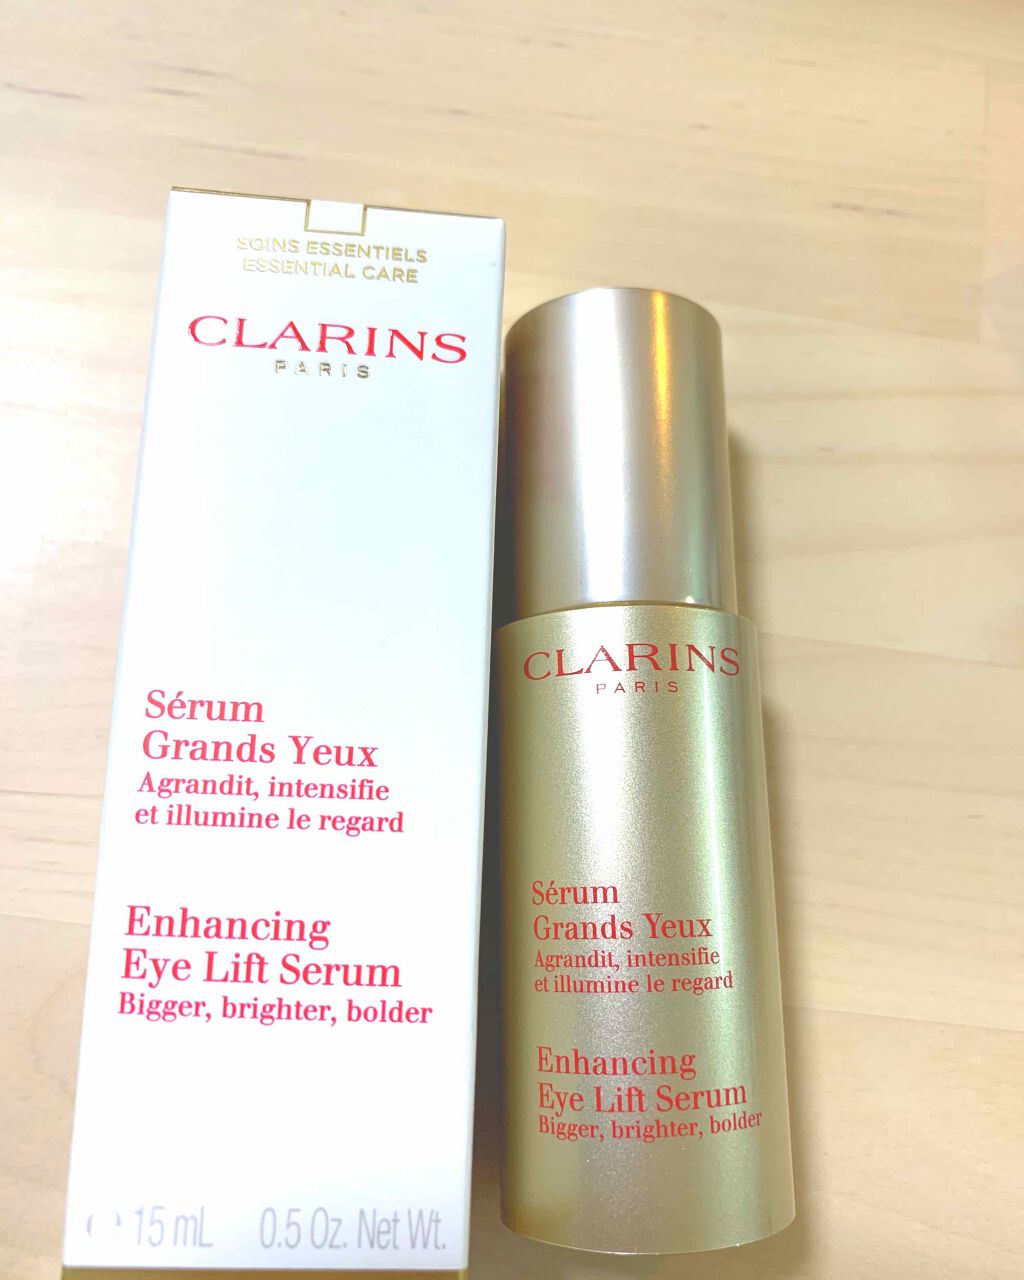 SOINS ESSENTIELS
ESSENTIAL CARE
CLARINS
PARIS
Sérum
Grands Yeux
Agrandit, intensifie
et illumine le regard
Enhancing
Eye Lift Serum
Bigger, brighter, bolder
15 mL 0.5 Oz. Net Wt.
CLARINS
PARIS
Sérum
Grands Yeux
Agrandit, intensifie
et illumine le regard
Enhancing
Eye Lift Serum
Bigger, brighter, bolder